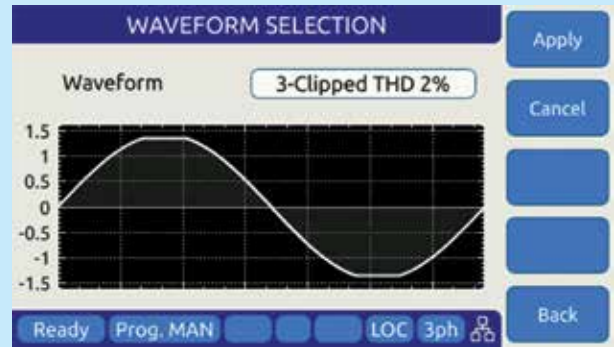 WAVEFORM SELECTION
Waveform
3-Clipped THD 2%
1.5
1
0.5
0
-0.5
-1
-1.5
Ready
Prog. MAN
LOC
3ph
Apply
Cancel
Back